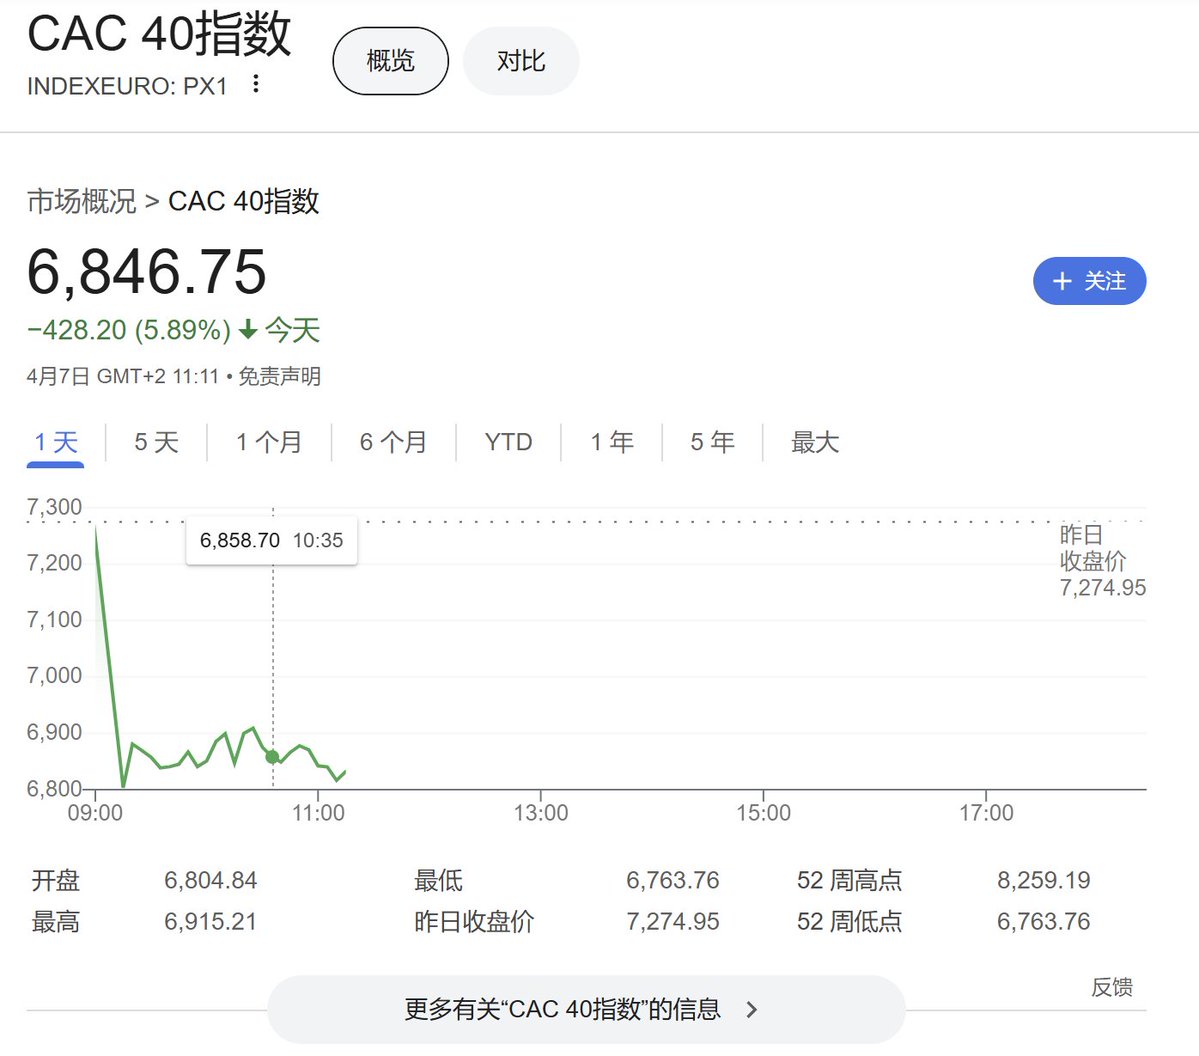 CAC 40指数
概览
对比
INDEXEURO: PX1
市场概况 > CAC 40指数
6,846.75
+ 关注
−428.20 (5.89%) ↓ 今天
4月7日 GMT+2 11:11 • 免责声明
1 天
5 天
1 个月
6 个月
YTD
1 年
5 年
最大
7,300
6,858.70 10:35
昨日
收盘价
7,274.95
7,200
7,100
7,000
6,900
6,800
09:00
11:00
13:00
15:00
17:00
开盘 6,804.84 最低 6,763.76 52 周高点 8,259.19
最高 6,915.21 昨日收盘价 7,274.95 52 周低点 6,763.76
反馈
更多有关“CAC 40指数”的信息